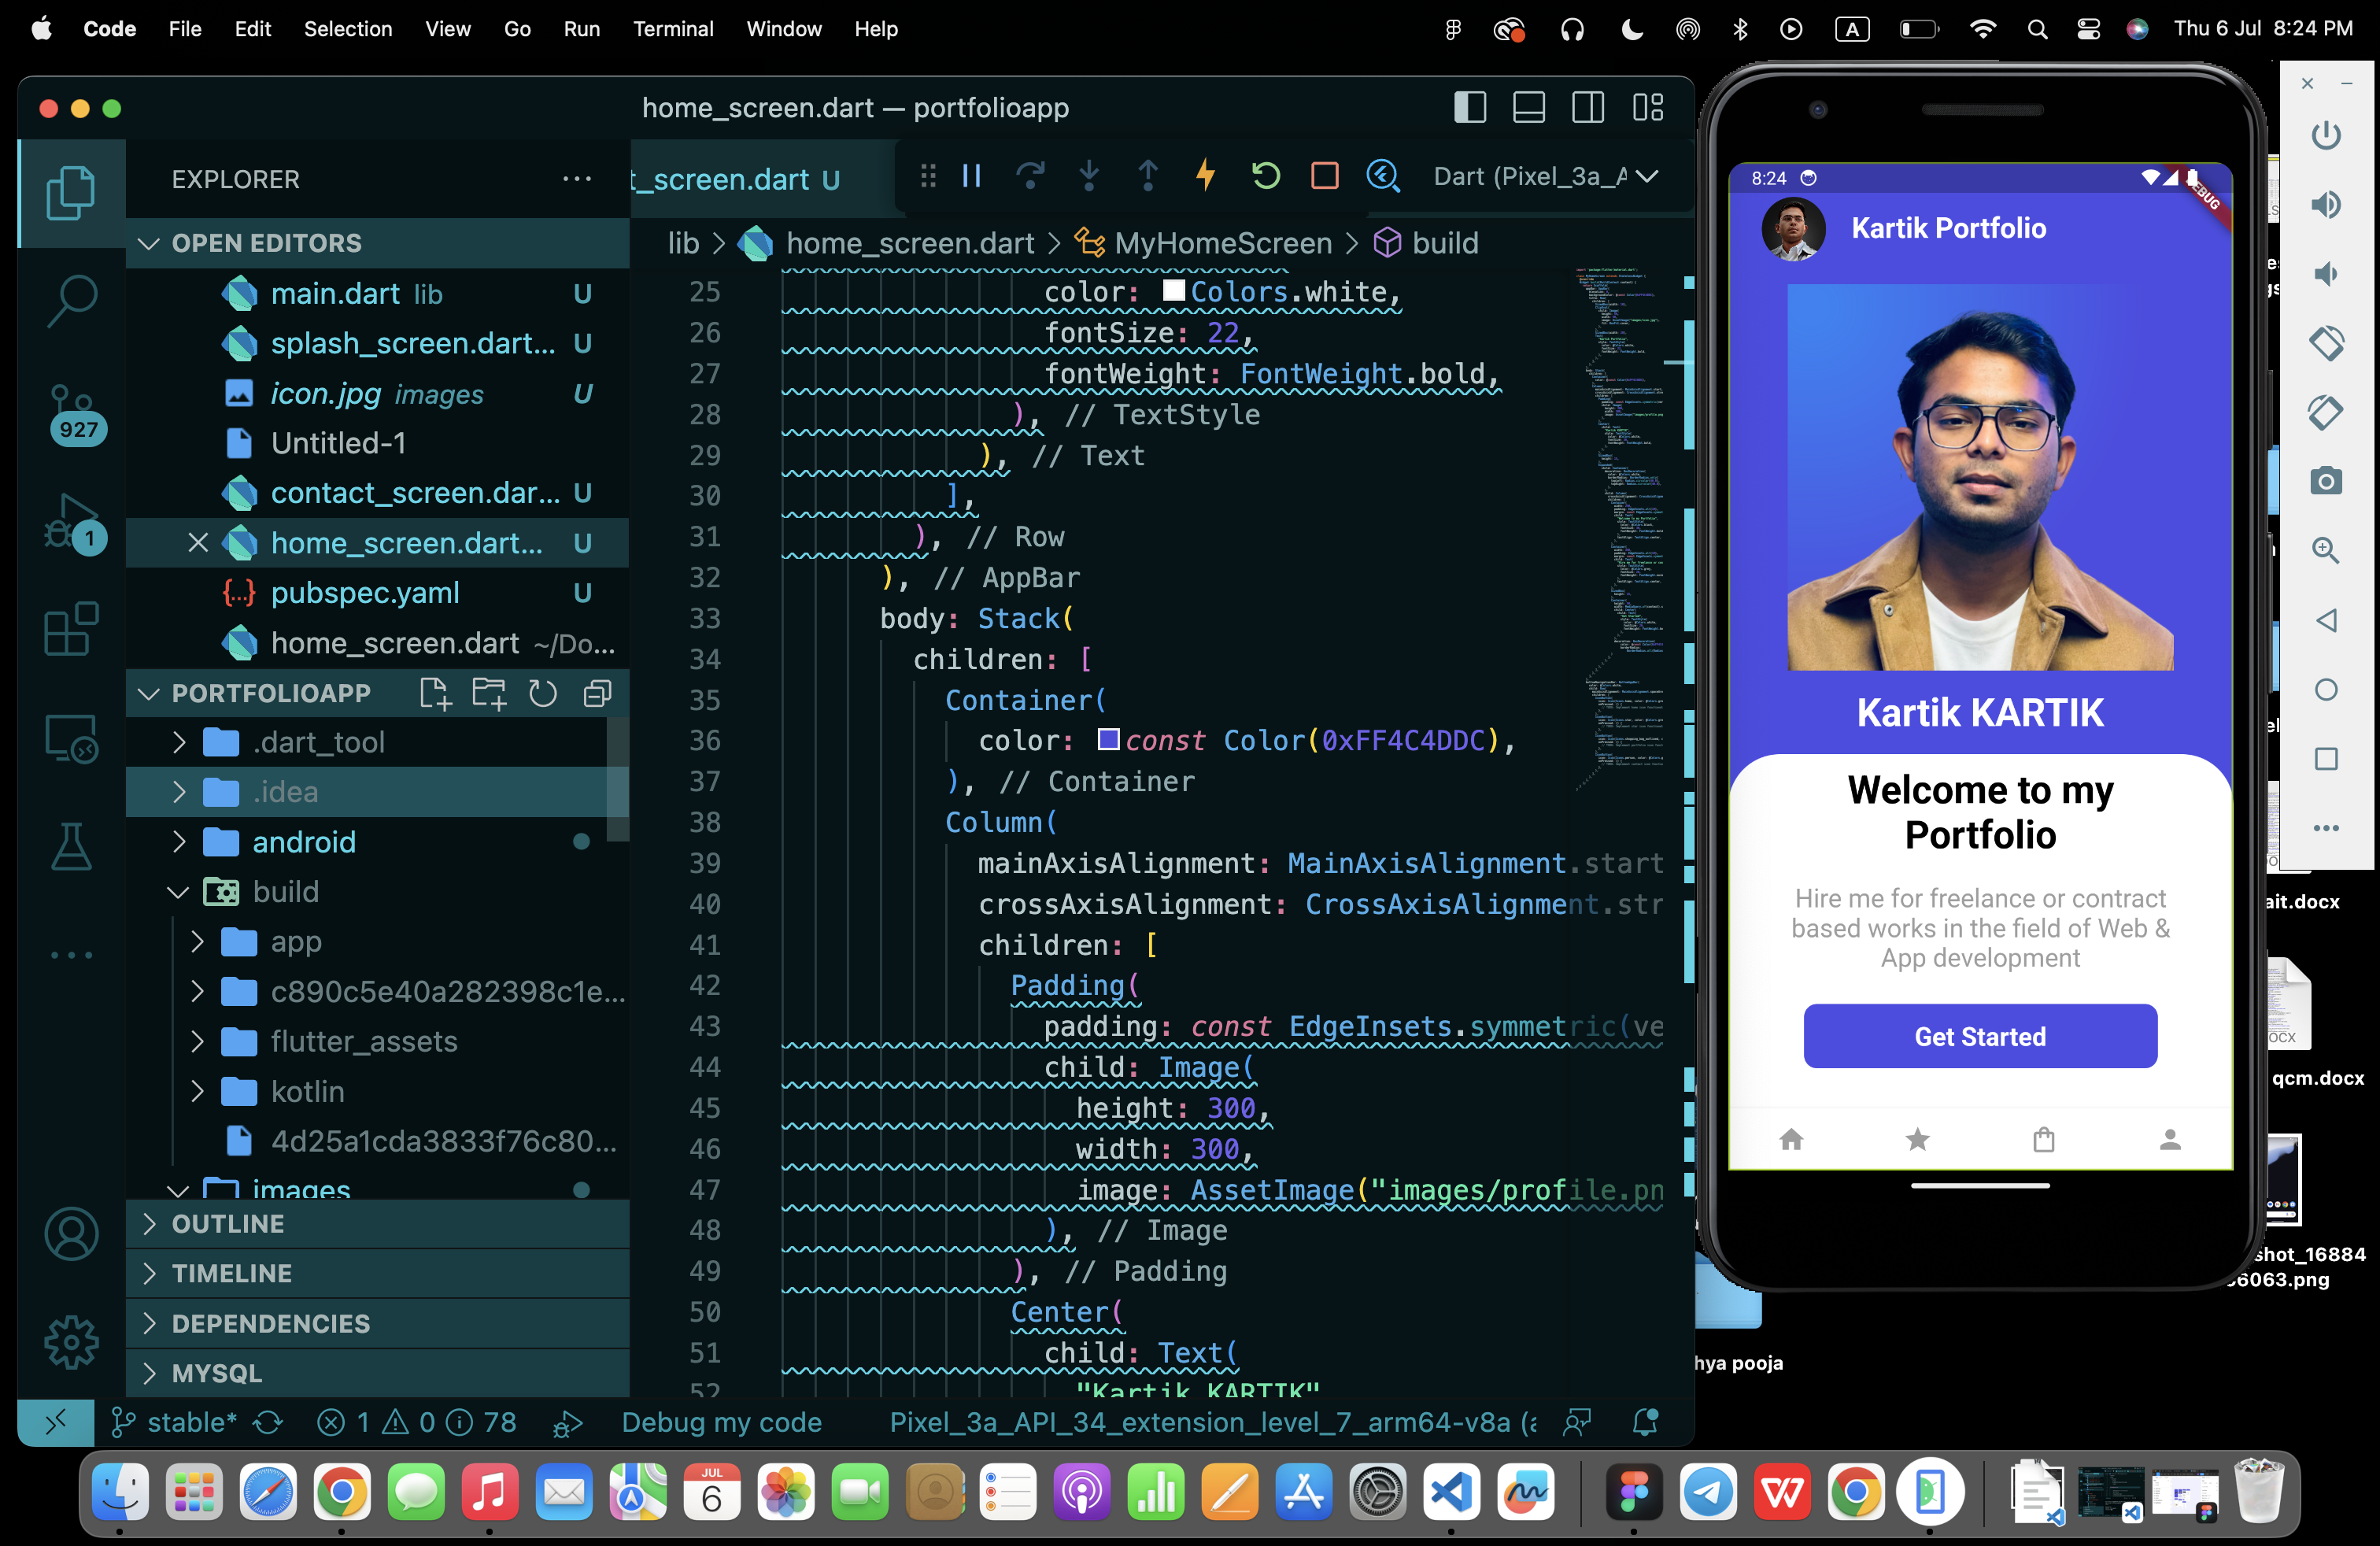 Code File Edit Selection View Go Run Terminal Window Help
A
Thu 6 Jul 8:24 PM
home_screen.dart — portfolioapp
EXPLORER
t_screen.dart U
Dart (Pixel_3a_A
OPEN EDITORS
main.dart lib U
splash_screen.dart... U
icon.jpg images U
Untitled-1
contact_screen.dar... U
home_screen.dart... U
pubspec.yaml U
home_screen.dart ~/Do...
927
1
PORTFOLIOAPP
.dart_tool
.idea
android
build
app
c890c5e40a282398c1e...
flutter_assets
kotlin
4d25a1cda3833f76c80...
images
OUTLINE
TIMELINE
DEPENDENCIES
MYSQL
lib > home_screen.dart > MyHomeScreen > build
25 color: Colors.white,
26 fontSize: 22,
27 fontWeight: FontWeight.bold,
28 ), // TextStyle
29 ), // Text
30 ],
31 ), // Row
32 ), // AppBar
33 body: Stack(
34 children: [
35 Container(
36 color: const Color(0xFF4C4DDC),
37 ), // Container
38 Column(
39 mainAxisAlignment: MainAxisAlignment.start
40 crossAxisAlignment: CrossAxisAlignment.str
41 children: [
42 Padding(
43 padding: const EdgeInsets.symmetric(ve
44 child: Image(
45 height: 300,
46 width: 300,
47 image: AssetImage("images/profile.pn
48 ), // Image
49 ), // Padding
50 Center(
51 child: Text(
52 "Kartik KARTIK"
stable* 1 0 78 Debug my code Pixel_3a_API_34_extension_level_7_arm64-v8a (a
8:24
DEBUG
Kartik Portfolio
Kartik KARTIK
Welcome to my
Portfolio
Hire me for freelance or contract
based works in the field of Web &
App development
Get Started
ait.docx
OCX
qcm.docx
shot_16884
6063.png
hya pooja
JUL
6